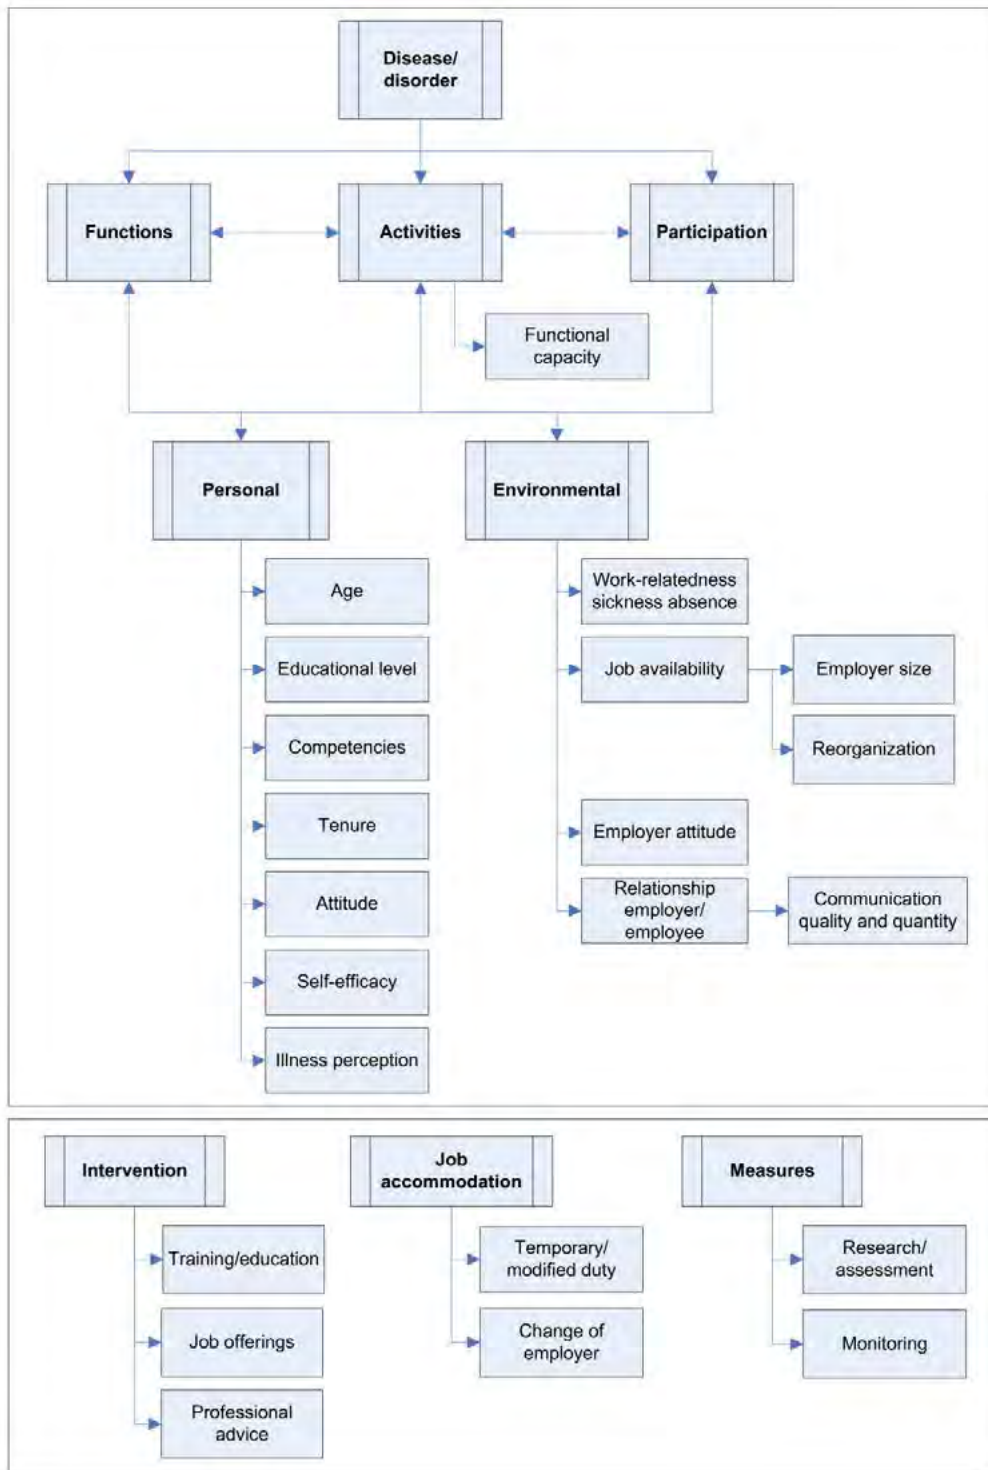 Disease/
disorder
Functions
Activities
Participation
Functional
capacity
Personal
Environmental
Age
Educational level
Competencies
Tenure
Attitude
Self-efficacy
Illness perception
Work-relatedness
sickness absence
Job availability
Employer size
Reorganization
Employer attitude
Relationship
employer/
employee
Communication
quality and quantity
Intervention
Training/education
Job offerings
Professional
advice
Job
accommodation
Temporary/
modified duty
Change of
employer
Measures
Research/
assessment
Monitoring